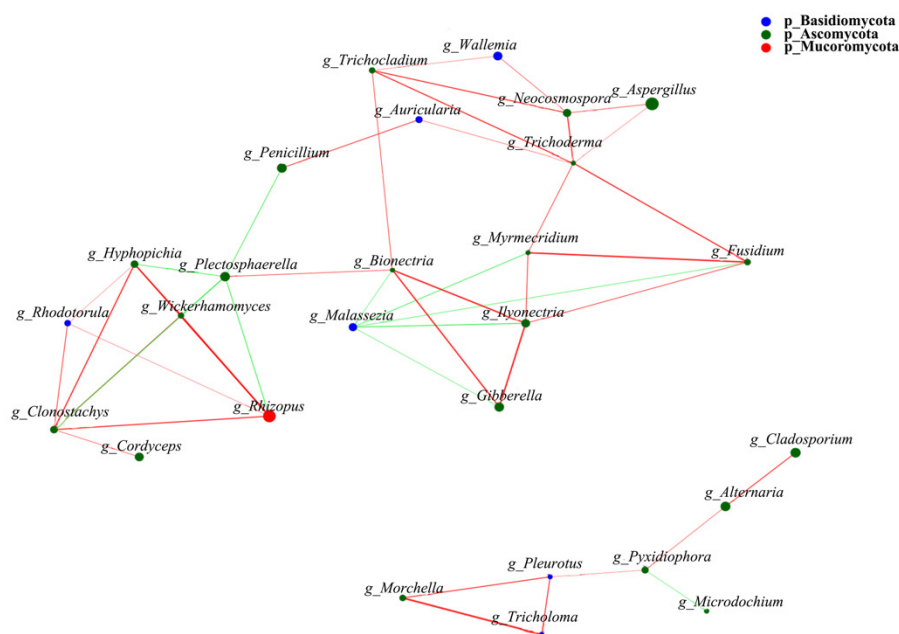 p_Basidiomycota
p_Ascomycota
p_Mucoromycota
g_Wallemia
g_Trichocladium
g_Aspergillus
g_Neocosmospora
g_Auricularia
g_Trichoderma
g_Penicillium
g_Myrmecridium
g_Hyphopichia
g_Plectosphaerella
g_Bionectria
g_Fusidium
g_Rhodotorula
g_Wickerhamomyces
g_Malassezia
g_Ilyonectria
g_Gibberella
g_Clonostachys
g_Rhizopus
g_Cordyceps
g_Cladosporium
g_Alternaria
g_Pleurotus
g_Pyxidiophora
g_Morchella
g_Microdochium
g_Tricholoma